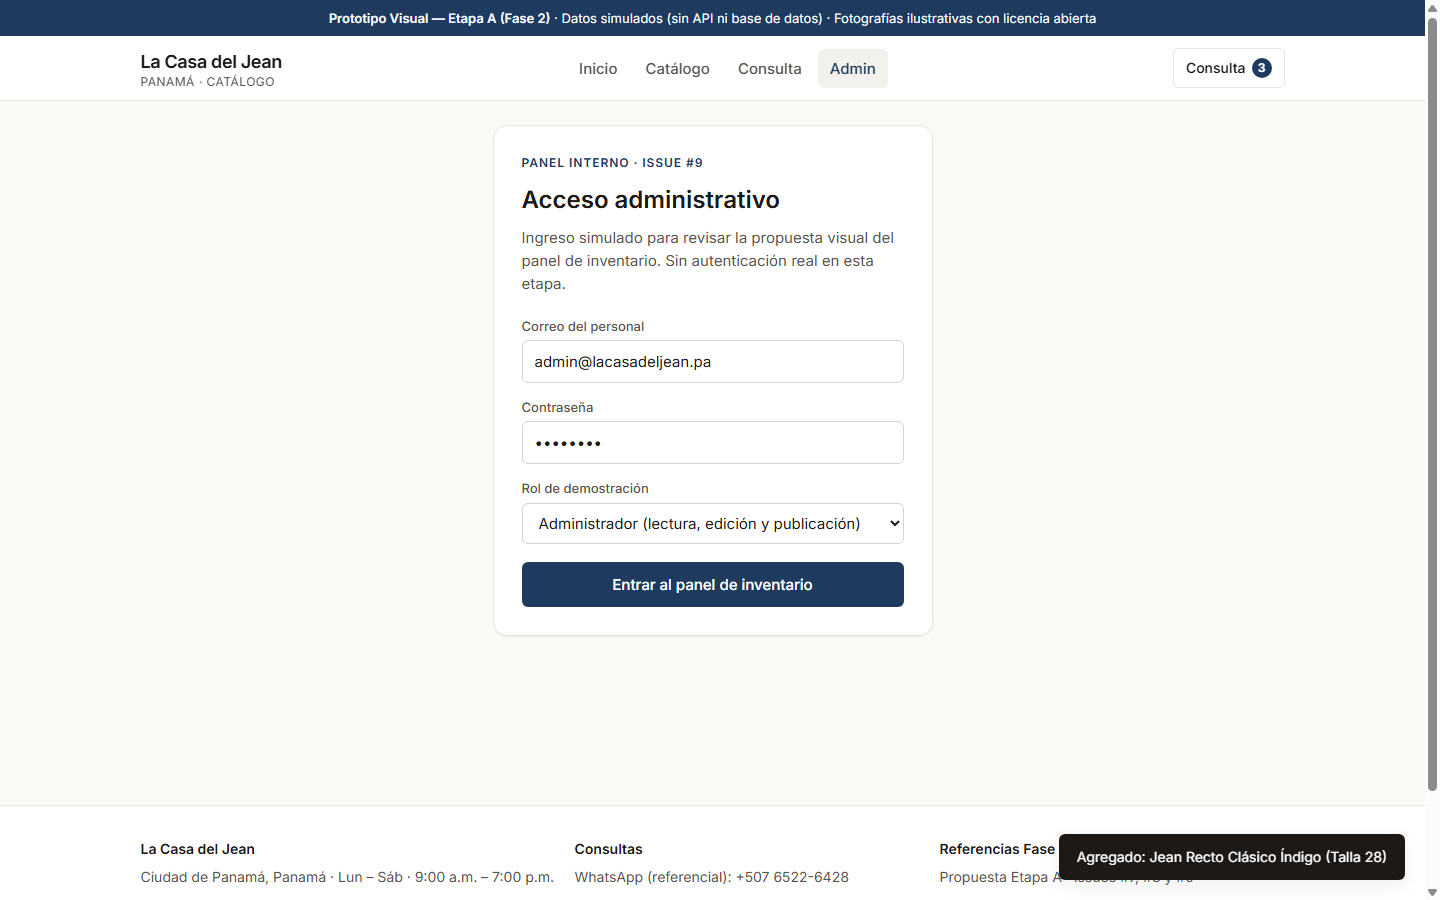 Prototipo Visual — Etapa A (Fase 2) · Datos simulados (sin API ni base de datos) · Fotografías ilustrativas con licencia abierta
La Casa del Jean
PANAMÁ · CATÁLOGO
Inicio
Catálogo
Consulta
Admin
Consulta 3
PANEL INTERNO · ISSUE #9
Acceso administrativo
Ingreso simulado para revisar la propuesta visual del
panel de inventario. Sin autenticación real en esta
etapa.
Correo del personal
admin@lacasadeljean.pa
Contraseña
••••••••
Rol de demostración
Administrador (lectura, edición y publicación)
Entrar al panel de inventario
La Casa del Jean
Ciudad de Panamá, Panamá · Lun – Sáb · 9:00 a.m. – 7:00 p.m.
Consultas
WhatsApp (referencial): +507 6522-6428
Referencias Fase
Propuesta Etapa A
Agregado: Jean Recto Clásico Índigo (Talla 28)